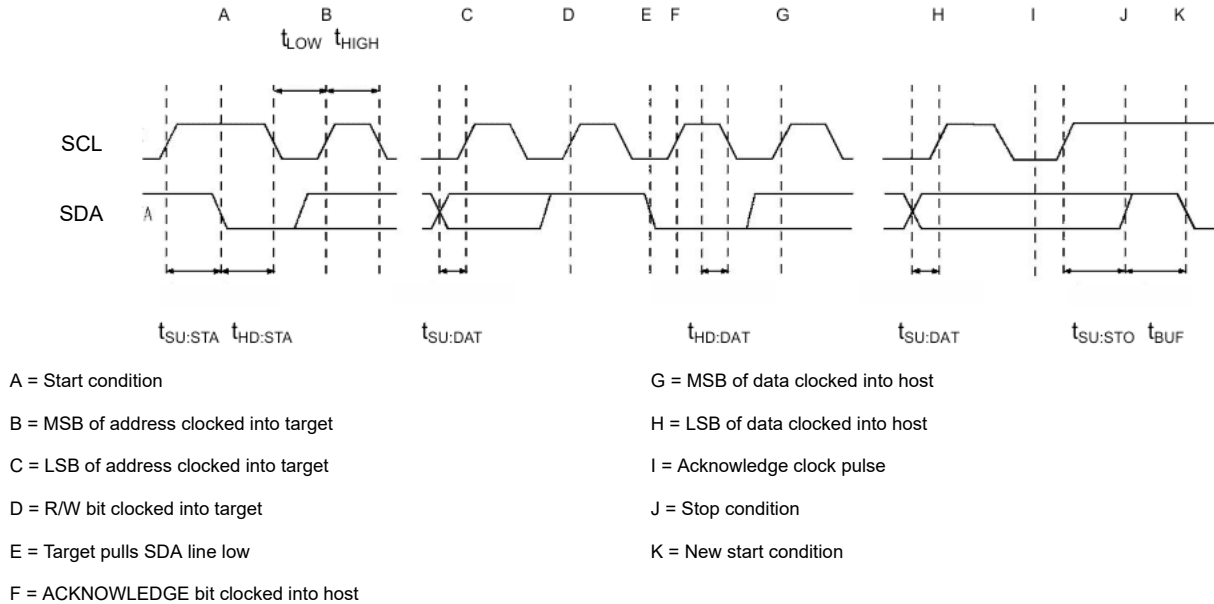 A B C D E F G H I J K
tLOW tHIGH
SCL
SDA
A
tSU:STA tHD:STA tSU:DAT tHD:DAT tSU:DAT tSU:STO tBUF
A = Start condition
B = MSB of address clocked into target
C = LSB of address clocked into target
D = R/W bit clocked into target
E = Target pulls SDA line low
F = ACKNOWLEDGE bit clocked into host
G = MSB of data clocked into host
H = LSB of data clocked into host
I = Acknowledge clock pulse
J = Stop condition
K = New start condition